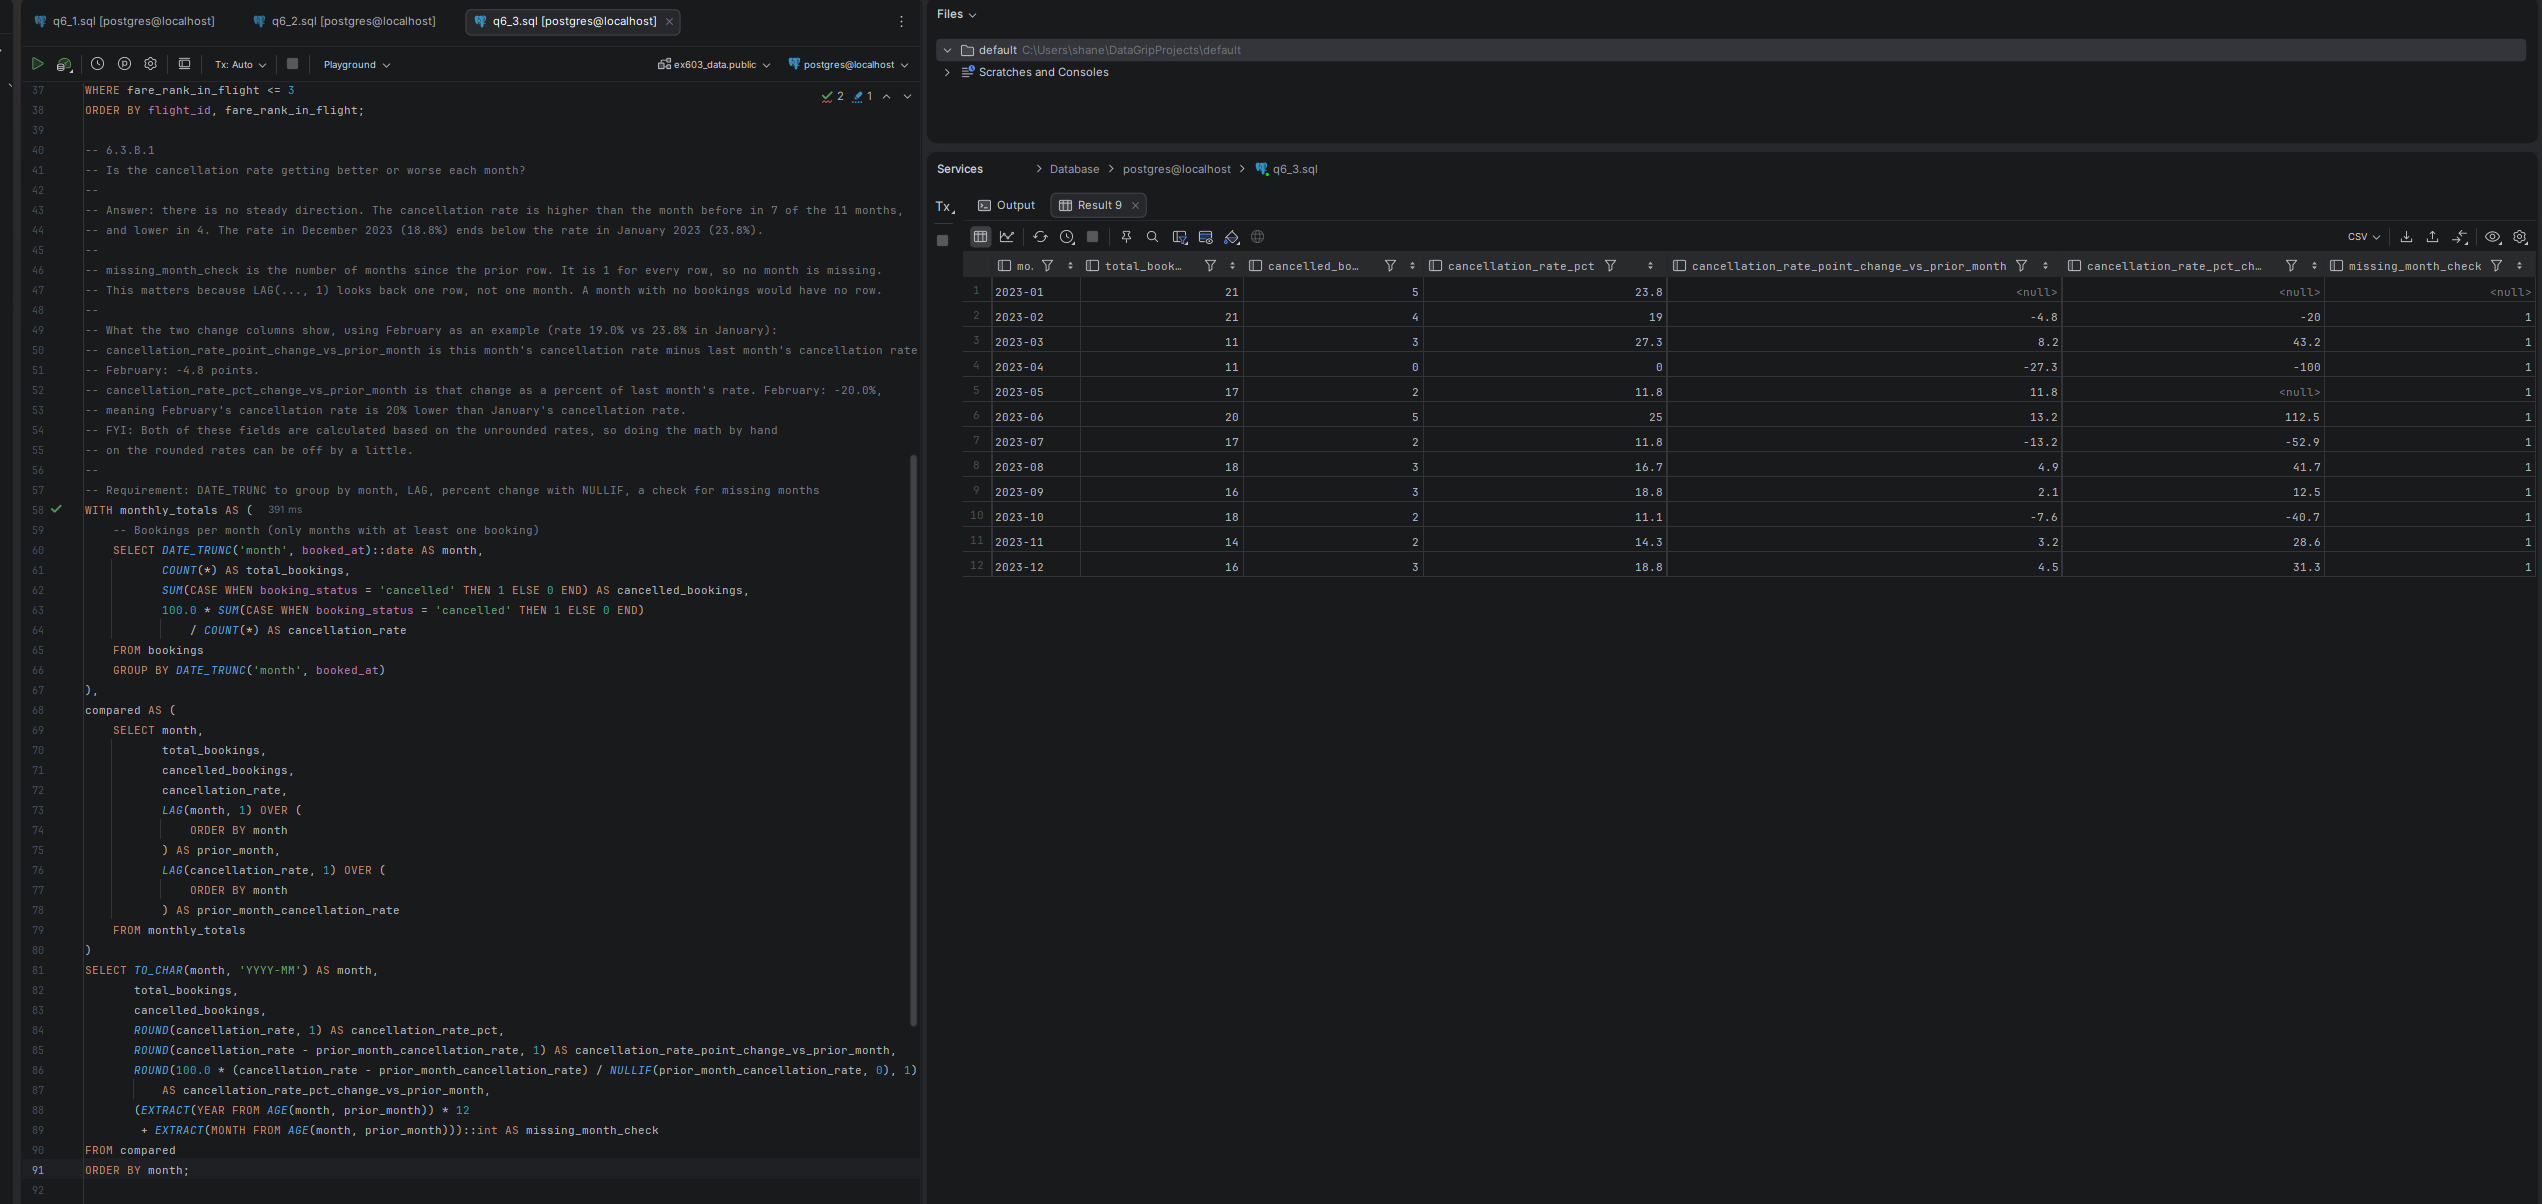 q6_1.sql [postgres@localhost] q6_2.sql [postgres@localhost] q6_3.sql [postgres@localhost]
Tx: Auto Playground ex603_data.public postgres@localhost
2 1
37 WHERE fare_rank_in_flight <= 3
38 ORDER BY flight_id, fare_rank_in_flight;
39
40 -- 6.3.B.1
41 -- Is the cancellation rate getting better or worse each month?
42 --
43 -- Answer: there is no steady direction. The cancellation rate is higher than the month before in 7 of the 11 months,
44 -- and lower in 4. The rate in December 2023 (18.8%) ends below the rate in January 2023 (23.8%).
45 --
46 -- missing_month_check is the number of months since the prior row. It is 1 for every row, so no month is missing.
47 -- This matters because LAG(..., 1) looks back one row, not one month. A month with no bookings would have no row.
48 --
49 -- What the two change columns show, using February as an example (rate 19.0% vs 23.8% in January):
50 -- cancellation_rate_point_change_vs_prior_month is this month's cancellation rate minus last month's cancellation rate
51 -- February: -4.8 points.
52 -- cancellation_rate_pct_change_vs_prior_month is that change as a percent of last month's rate. February: -20.0%,
53 -- meaning February's cancellation rate is 20% lower than January's cancellation rate.
54 -- FYI: Both of these fields are calculated based on the unrounded rates, so doing the math by hand
55 -- on the rounded rates can be off by a little.
56 --
57 -- Requirement: DATE_TRUNC to group by month, LAG, percent change with NULLIF, a check for missing months
58 WITH monthly_totals AS ( 391 ms
59 -- Bookings per month (only months with at least one booking)
60 SELECT DATE_TRUNC('month', booked_at)::date AS month,
61 COUNT(*) AS total_bookings,
62 SUM(CASE WHEN booking_status = 'cancelled' THEN 1 ELSE 0 END) AS cancelled_bookings,
63 100.0 * SUM(CASE WHEN booking_status = 'cancelled' THEN 1 ELSE 0 END)
64 / COUNT(*) AS cancellation_rate
65 FROM bookings
66 GROUP BY DATE_TRUNC('month', booked_at)
67 ),
68 compared AS (
69 SELECT month,
70 total_bookings,
71 cancelled_bookings,
72 cancellation_rate,
73 LAG(month, 1) OVER (
74 ORDER BY month
75 ) AS prior_month,
76 LAG(cancellation_rate, 1) OVER (
77 ORDER BY month
78 ) AS prior_month_cancellation_rate
79 FROM monthly_totals
80 )
81 SELECT TO_CHAR(month, 'YYYY-MM') AS month,
82 total_bookings,
83 cancelled_bookings,
84 ROUND(cancellation_rate, 1) AS cancellation_rate_pct,
85 ROUND(cancellation_rate - prior_month_cancellation_rate, 1) AS cancellation_rate_point_change_vs_prior_month,
86 ROUND(100.0 * (cancellation_rate - prior_month_cancellation_rate) / NULLIF(prior_month_cancellation_rate, 0), 1)
87 AS cancellation_rate_pct_change_vs_prior_month,
88 (EXTRACT(YEAR FROM AGE(month, prior_month)) * 12
89 + EXTRACT(MONTH FROM AGE(month, prior_month)))::int AS missing_month_check
90 FROM compared
91 ORDER BY month;
92
Files
default C:\Users\shane\DataGripProjects\default
Scratches and Consoles
Services Database postgres@localhost q6_3.sql
Tx Output Result 9
CSV
mo. total_book… cancelled_bo… cancellation_rate_pct cancellation_rate_point_change_vs_prior_month cancellation_rate_pct_ch… missing_month_check
1 2023-01 21 5 23.8 <null> <null> <null>
2 2023-02 21 4 19 -4.8 -20 1
3 2023-03 11 3 27.3 8.2 43.2 1
4 2023-04 11 0 0 -27.3 -100 1
5 2023-05 17 2 11.8 11.8 <null> 1
6 2023-06 20 5 25 13.2 112.5 1
7 2023-07 17 2 11.8 -13.2 -52.9 1
8 2023-08 18 3 16.7 4.9 41.7 1
9 2023-09 16 3 18.8 2.1 12.5 1
10 2023-10 18 2 11.1 -7.6 -40.7 1
11 2023-11 14 2 14.3 3.2 28.6 1
12 2023-12 16 3 18.8 4.5 31.3 1